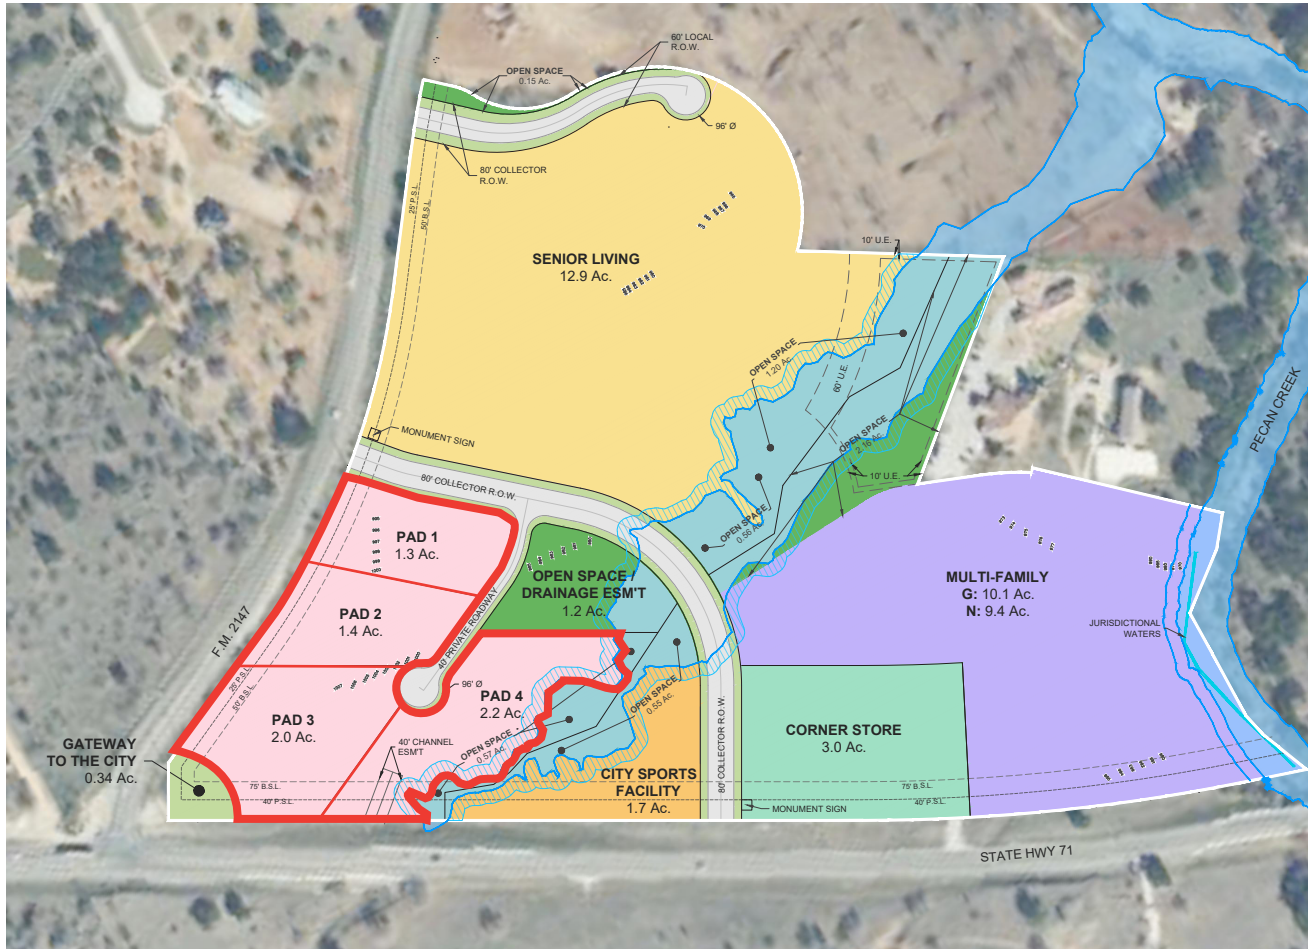 60' LOCAL
R.O.W.
OPEN SPACE
0.15 Ac.
96' Ø
80' COLLECTOR
R.O.W.
25' P.S.L.
50' B.S.L.
10' U.E.
SENIOR LIVING
12.9 Ac.
OPEN SPACE
1.20 Ac.
60' U.E.
PECAN CREEK
MONUMENT SIGN
OPEN SPACE
2.16 Ac.
10' U.E.
80' COLLECTOR R.O.W.
OPEN SPACE
0.56 Ac.
PAD 1
1.3 Ac.
OPEN SPACE /
DRAINAGE ESM'T
1.2 Ac.
MULTI-FAMILY
G: 10.1 Ac.
N: 9.4 Ac.
PAD 2
1.4 Ac.
F.M. 2147
40' PRIVATE ROADWAY
JURISDICTIONAL
WATERS
25' P.S.L.
50' B.S.L.
96' Ø
PAD 4
2.2 Ac.
OPEN SPACE
0.55 Ac.
PAD 3
2.0 Ac.
CORNER STORE
3.0 Ac.
GATEWAY
TO THE CITY
0.34 Ac.
40' CHANNEL
ESM'T
OPEN SPACE
0.57 Ac.
80' COLLECTOR R.O.W.
CITY SPORTS
FACILITY
1.7 Ac.
75' B.S.L.
40' P.S.L.
75' B.S.L.
40' P.S.L.
MONUMENT SIGN
STATE HWY 71